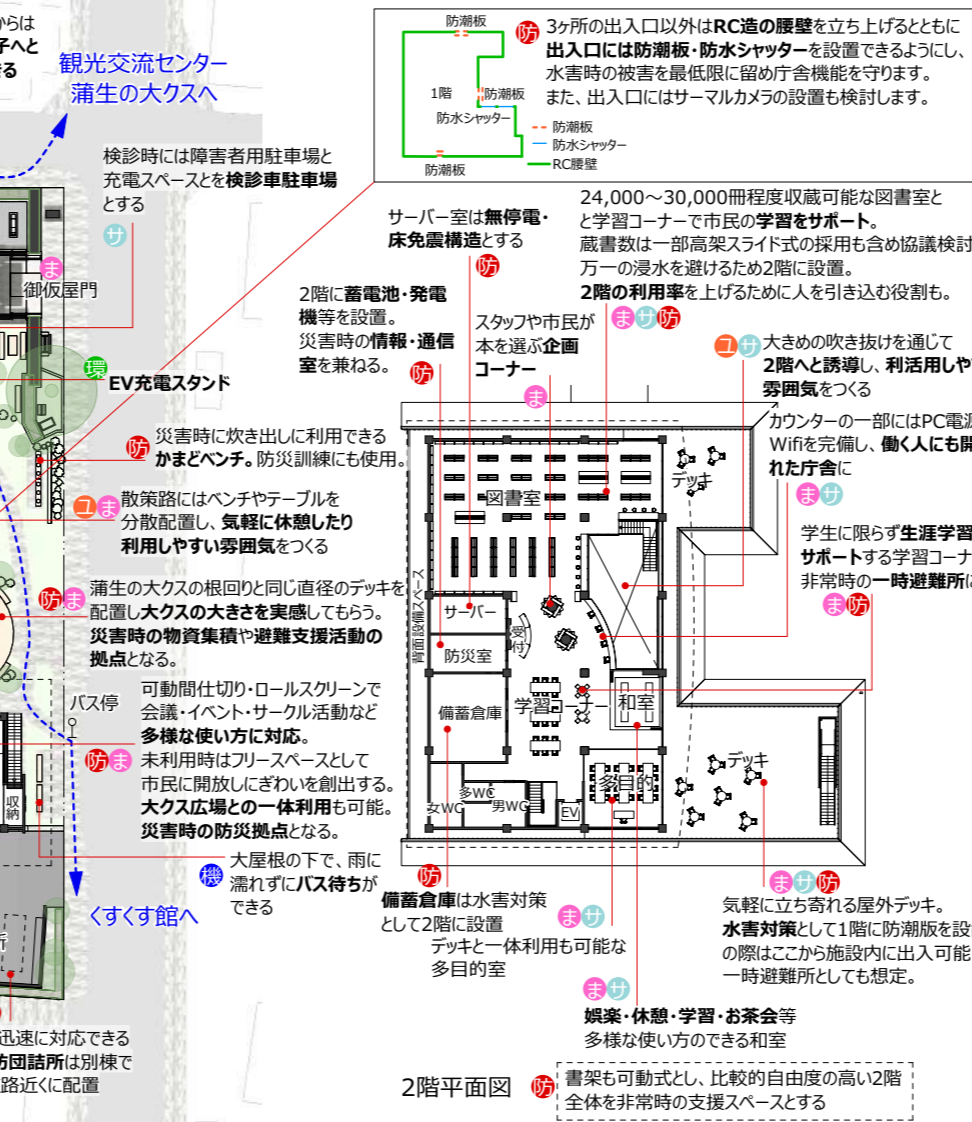 からは
子へと
きる
観光交流センター
蒲生の大クスへ
検診時には障害者用駐車場と
充電スペースとを検診車駐車場
とする
サ
ま
御仮屋門
環
EV充電スタンド
防
災害時に炊き出しに利用できる
かまどベンチ。防災訓練にも使用。
ユま
散策路にはベンチやテーブルを
分散配置し、気軽に休憩したり
利用しやすい雰囲気をつくる
防ま
蒲生の大クスの根回りと同じ直径のデッキを
配置し大クスの大きさを実感してもらう。
災害時の物資集積や避難支援活動の
拠点となる。
バス停
可動間仕切り・ロールスクリーンで
会議・イベント・サークル活動など
多様な使い方に対応。
防ま
未利用時はフリースペースとして
市民に開放しにぎわいを創出する。
大クス広場との一体利用も可能。
災害時の防災拠点となる。
収納
機
大屋根の下で、雨に
濡れずにバス待ちが
できる
くすくす館へ
所
迅速に対応できる
防団詰所は別棟で
路近くに配置
防潮板
1階
防潮板
防水シャッター
防潮板
防潮板
防水シャッター
RC腰壁
防
3ヶ所の出入口以外はRC造の腰壁を立ち上げるとともに
出入口には防潮板・防水シャッターを設置できるようにし、
水害時の被害を最低限に留め庁舎機能を守ります。
また、出入口にはサーマルカメラの設置も検討します。
サーバー室は無停電・
床免震構造とする
防
2階に蓄電池・発電
機等を設置。
災害時の情報・通信
室を兼ねる。
防
スタッフや市民が
本を選ぶ企画
コーナー
ま
24,000～30,000冊程度収蔵可能な図書室と
と学習コーナーで市民の学習をサポート。
蔵書数は一部高架スライド式の採用も含め協議検討
万一の浸水を避けるため2階に設置。
2階の利用率を上げるために人を引き込む役割も。
まサ防
ユサ
大きめの吹き抜けを通じて
2階へと誘導し、利活用しや
雰囲気をつくる
カウンターの一部にはPC電源
Wifiを完備し、働く人にも開
れた庁舎に
まサ
学生に限らず生涯学習
サポートする学習コーナ
非常時の一時避難所に
ま防
図書室
デッキ
背面設備スペース
サーバー
受付
防災室
備蓄倉庫
学習コーナー
和室
デッキ
多目的
多WC
女WC
男WC
EV
防
備蓄倉庫は水害対策
として2階に設置
まサ
デッキと一体利用も可能な
多目的室
まサ
娯楽・休憩・学習・お茶会等
多様な使い方のできる和室
まサ防
気軽に立ち寄れる屋外デッキ。
水害対策として1階に防潮版を設
の際はここから施設内に出入可能
一時避難所としても想定。
2階平面図
防
書架も可動式とし、比較的自由度の高い2階
全体を非常時の支援スペースとする